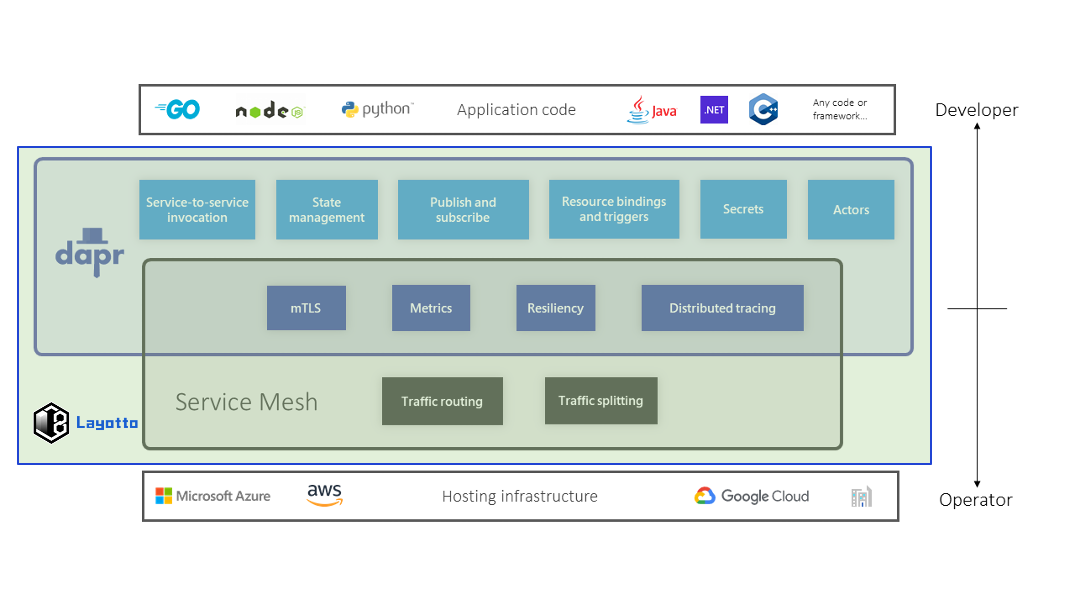 GO
node
JS
python™
Application code
Java
.NET
C++
Any code or
framework...
Developer
Service-to-service
invocation
State
management
Publish and
subscribe
Resource bindings
and triggers
Secrets
Actors
dapr
mTLS
Metrics
Resiliency
Distributed tracing
Service Mesh
Traffic routing
Traffic splitting
Layotto
Microsoft Azure
aws
Hosting infrastructure
Google Cloud
Operator